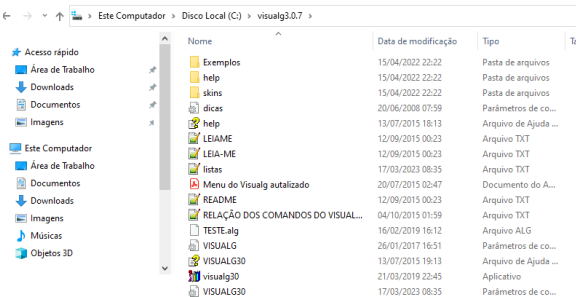 Este Computador > Disco Local (C:) > visualg3.0.7 >
Nome Data de modificação Tipo
Acesso rápido
Área de Trabalho
Downloads
Documentos
Imagens
Este Computador
Área de Trabalho
Documentos
Downloads
Imagens
Músicas
Objetos 3D
Exemplos 15/04/2022 22:22 Pasta de arquivos
help 15/04/2022 22:22 Pasta de arquivos
skins 15/04/2022 22:22 Pasta de arquivos
dicas 20/06/2008 07:59 Parâmetros de co...
help 13/07/2015 18:13 Arquivo de Ajuda ...
LEIAME 12/09/2015 00:23 Arquivo TXT
LEIA-ME 12/09/2015 00:23 Arquivo TXT
listas 17/03/2023 08:35 Arquivo TXT
Menu do Visualg autalizado 20/07/2015 02:47 Documento do A...
README 12/09/2015 00:23 Arquivo TXT
RELAÇÃO DOS COMANDOS DO VISUAL... 04/10/2015 01:59 Arquivo TXT
TESTE.alg 16/02/2019 16:12 Arquivo ALG
VISUALG 26/01/2017 16:51 Parâmetros de co...
VISUALG30 13/07/2015 19:13 Arquivo de Ajuda ...
visualg30 21/03/2019 22:45 Aplicativo
VISUALG30 17/03/2023 08:35 Parâmetros de co...